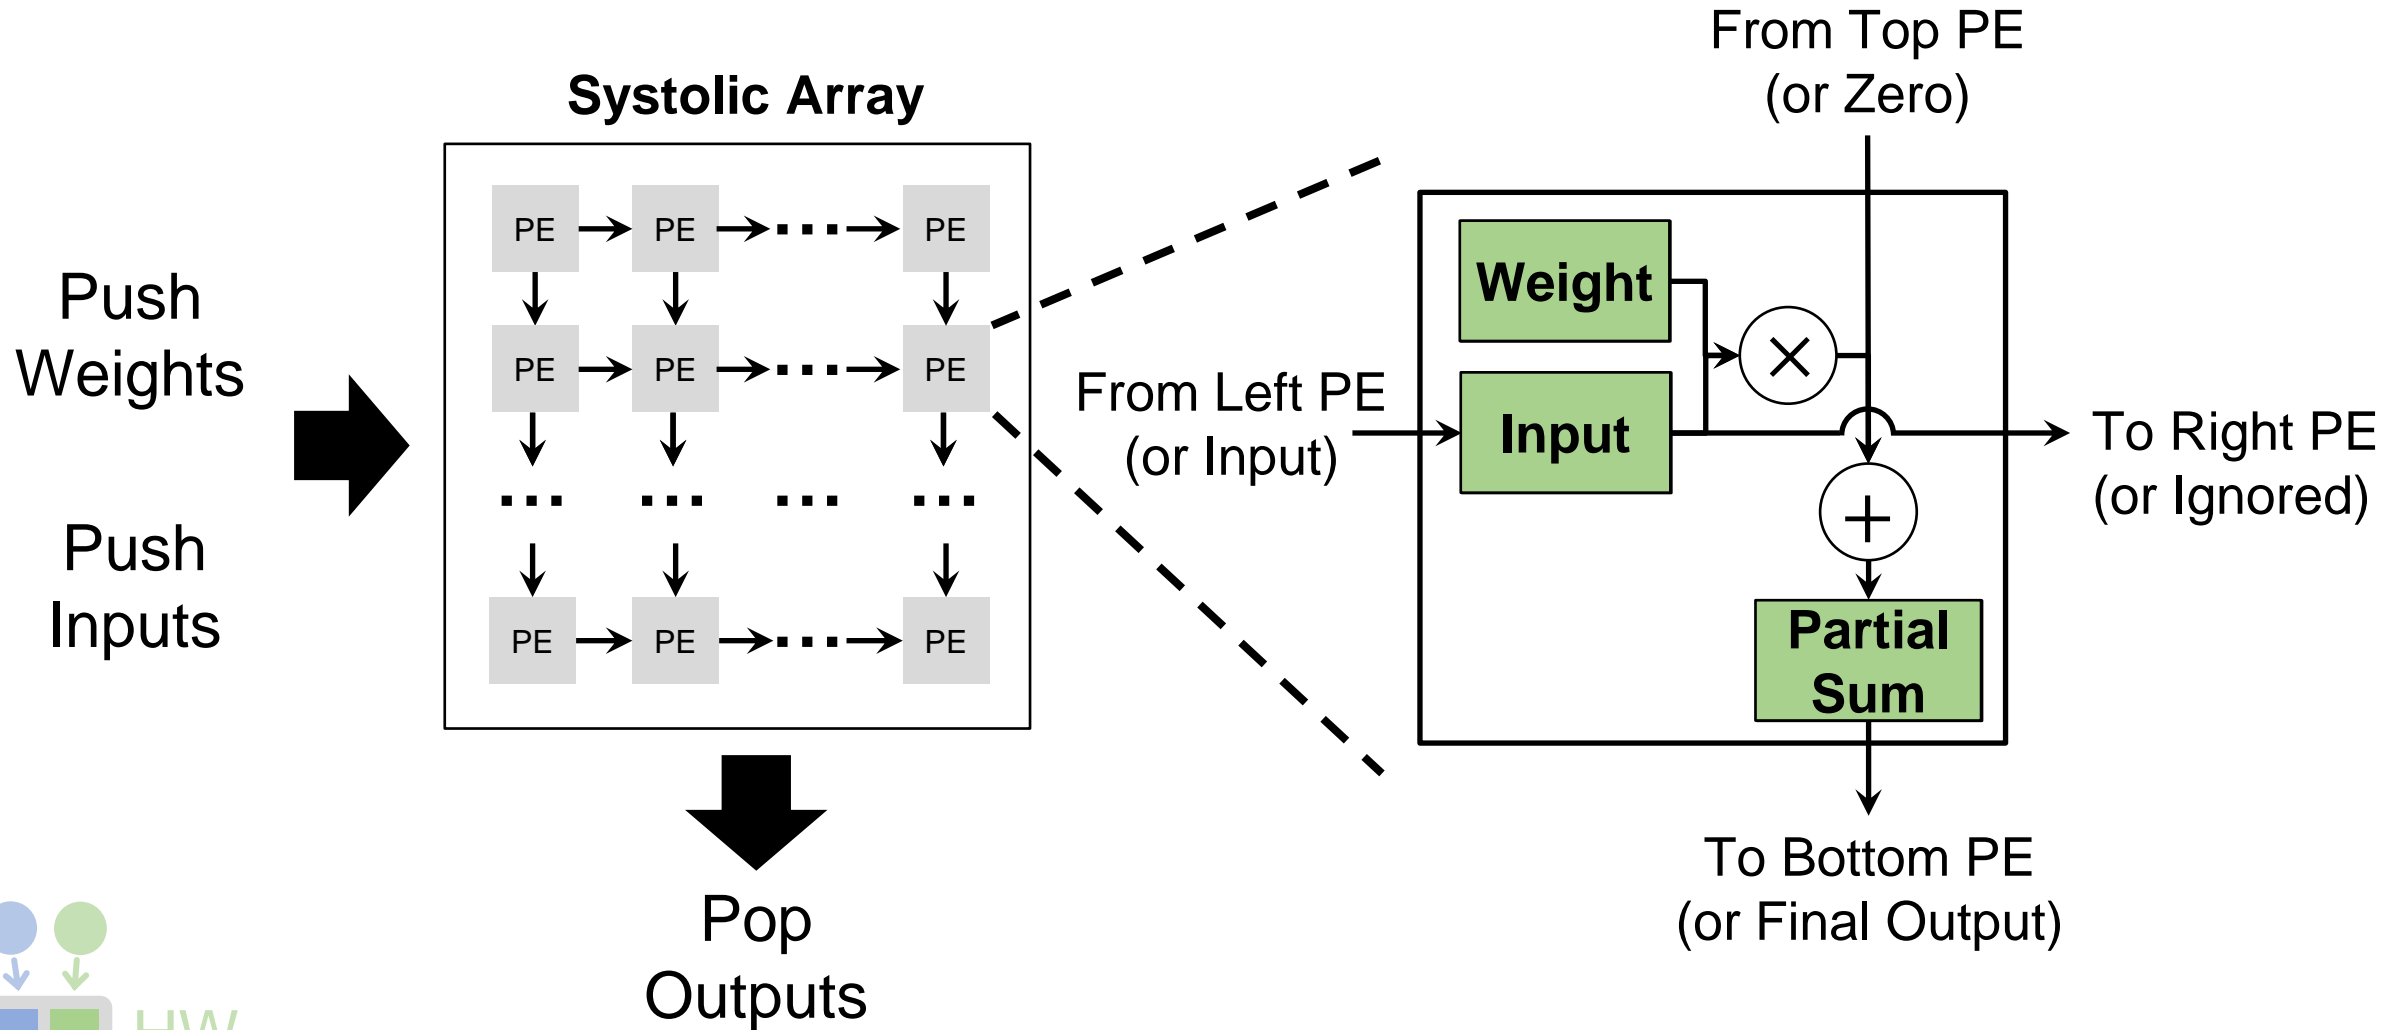 Systolic Array
PE PE ... PE
PE PE ... PE
... ... ... ...
PE PE ... PE
Push
Weights
Push
Inputs
Pop
Outputs
From Top PE
(or Zero)
Weight
×
From Left PE
(or Input)
Input
To Right PE
(or Ignored)
+
Partial
Sum
To Bottom PE
(or Final Output)
HW